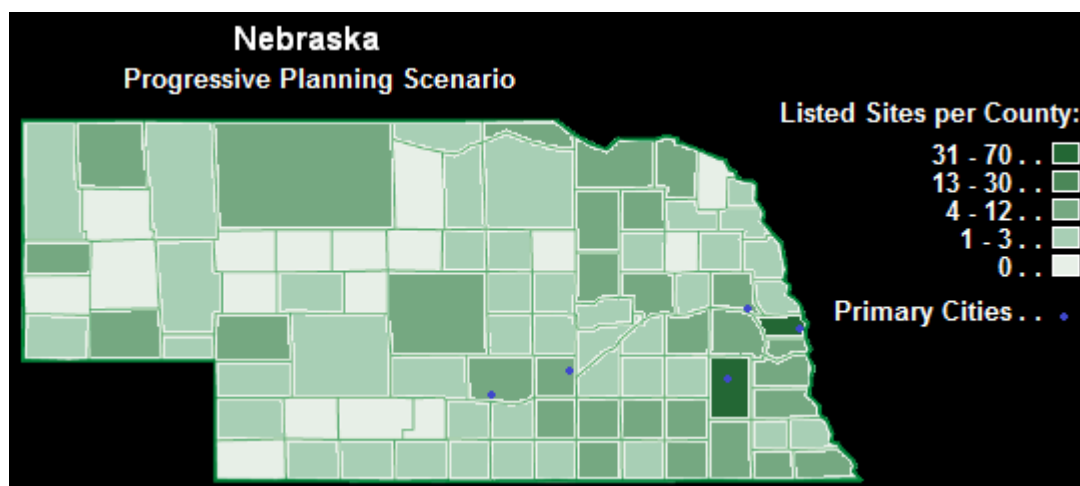 Nebraska
Progressive Planning Scenario
Listed Sites per County:
31 - 70 . .
13 - 30 . .
4 - 12 . .
1 - 3 . .
0 . .
Primary Cities . .